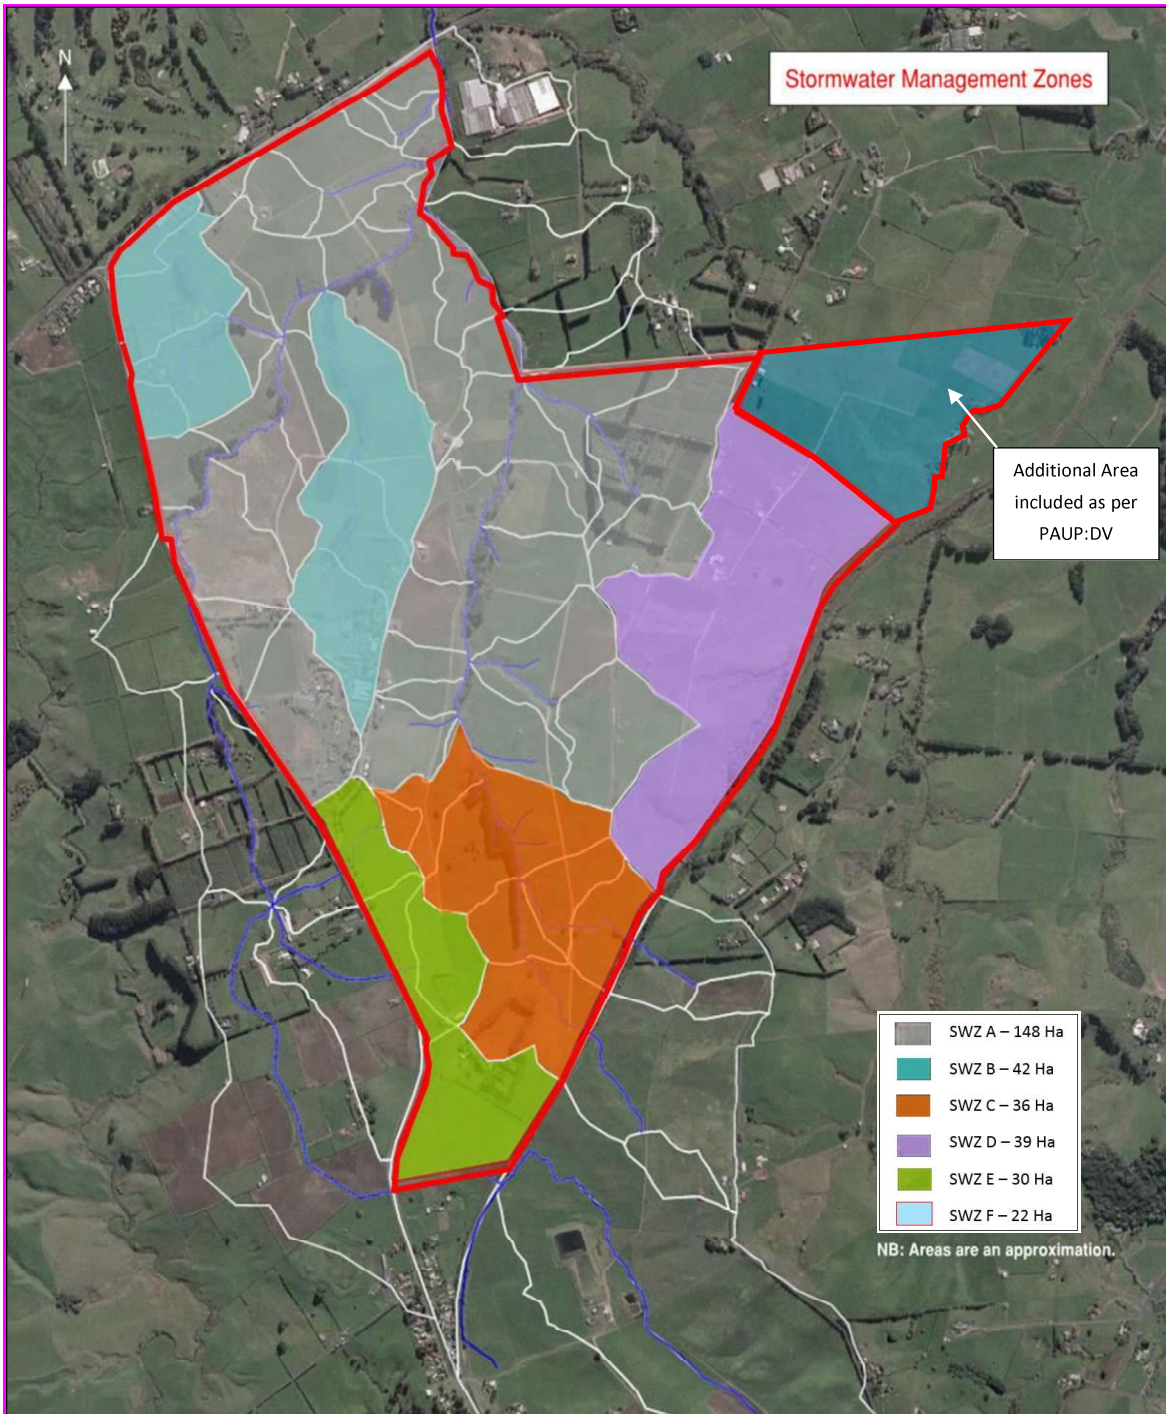 N
Stormwater Management Zones
Additional Area
included as per
PAUP:DV
SWZ A – 148 Ha
SWZ B – 42 Ha
SWZ C – 36 Ha
SWZ D – 39 Ha
SWZ E – 30 Ha
SWZ F – 22 Ha
NB: Areas are an approximation.